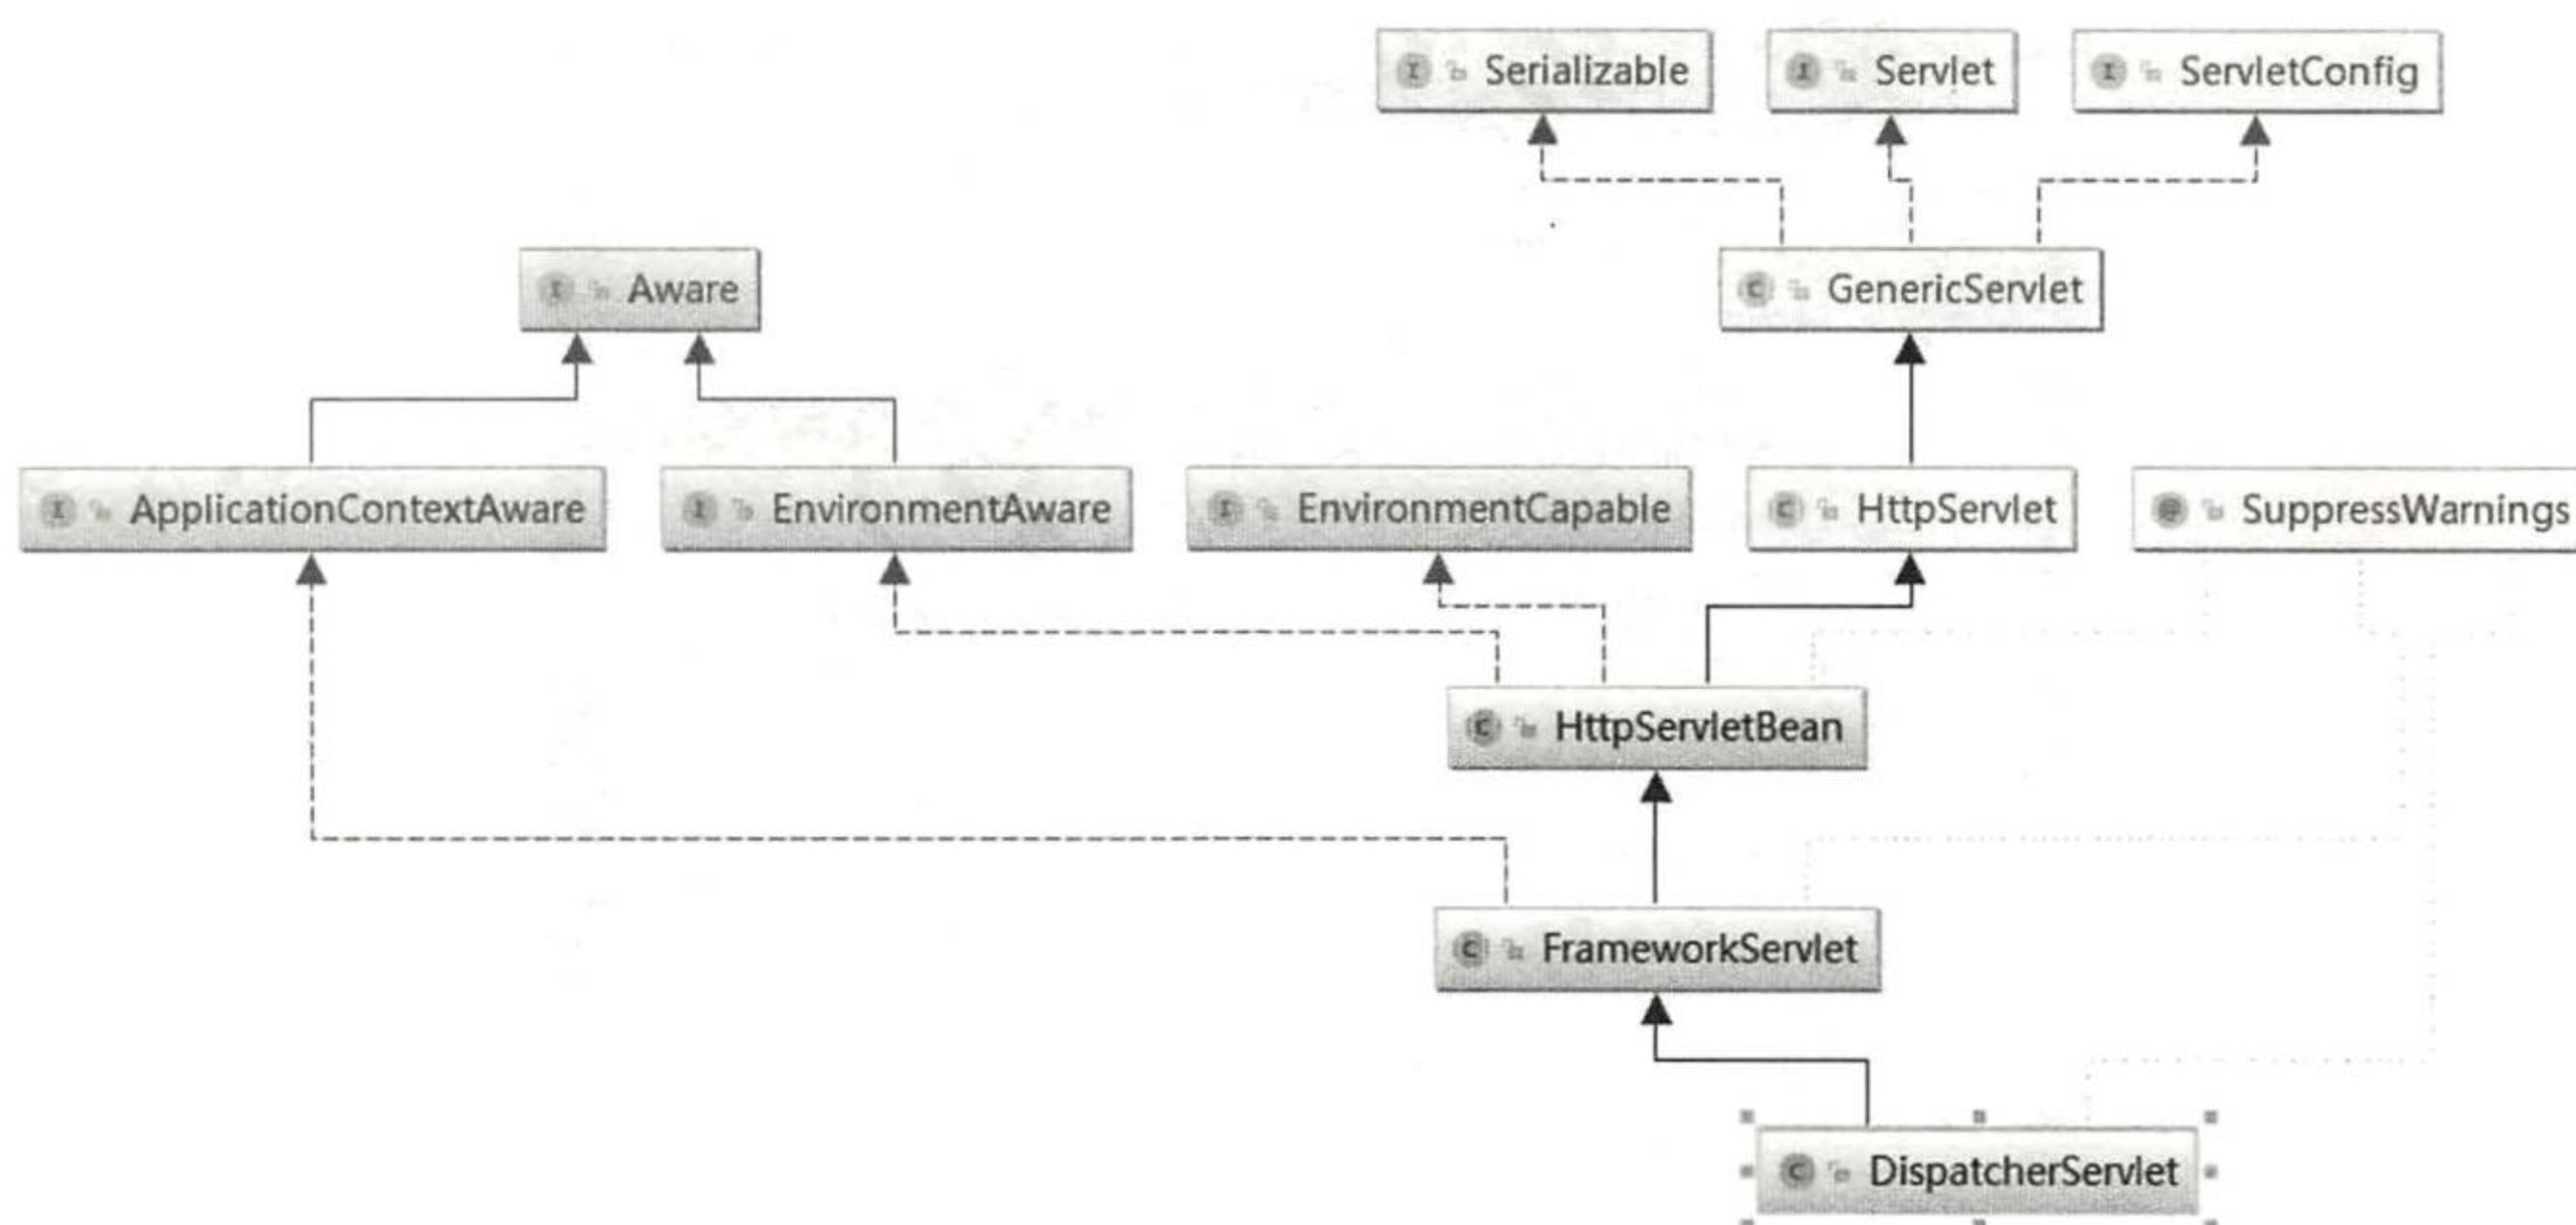 Serializable
Servlet
ServletConfig
Aware
GenericServlet
ApplicationContextAware
EnvironmentAware
EnvironmentCapable
HttpServlet
SuppressWarnings
HttpServletBean
FrameworkServlet
DispatcherServlet